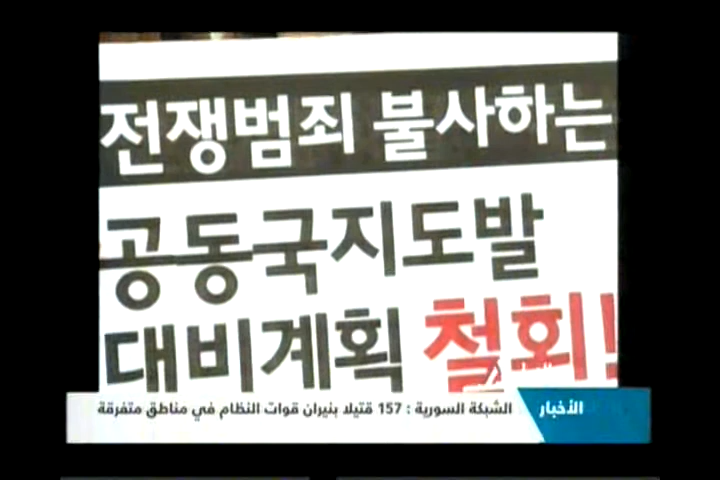 전쟁범죄 불사하는
공동국지도발
대비계획 철회!
الأخبار
الشبكة السورية : 157 قتيلا بنيران قوات النظام في مناطق متفرقة